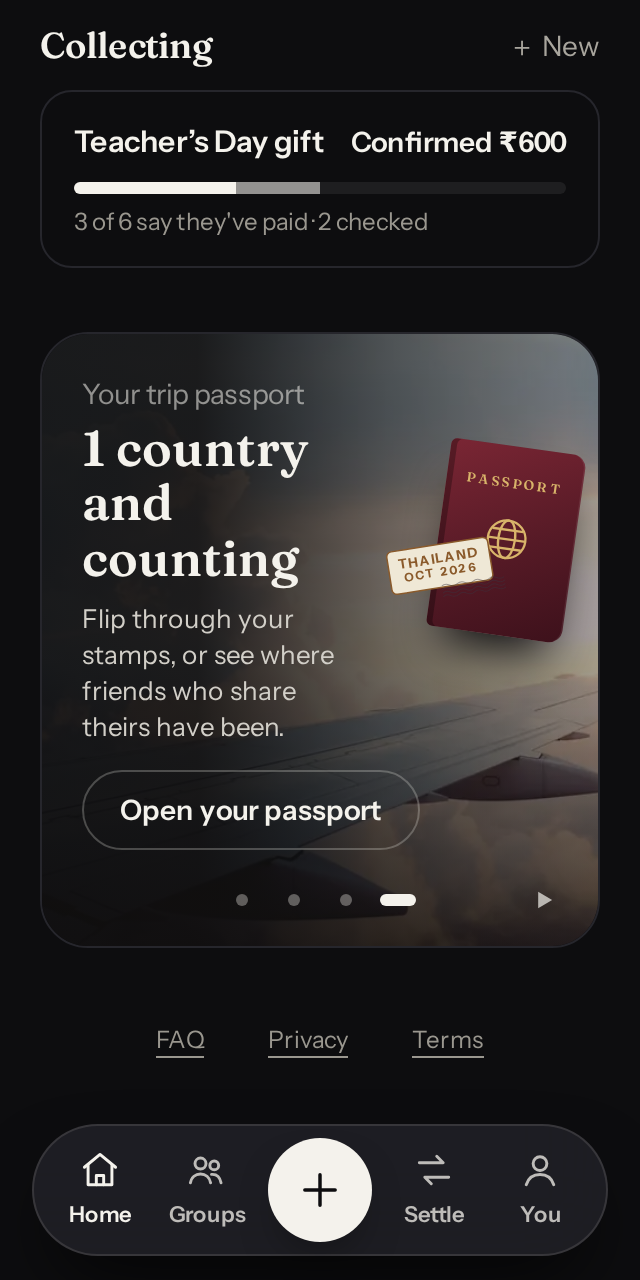 Collecting
+ New
Teacher’s Day gift Confirmed ₹600
3 of 6 say they've paid · 2 checked
Your trip passport
1 country
and
counting
Flip through your
stamps, or see where
friends who share
theirs have been.
PASSPORT
THAILAND
OCT 2026
Open your passport
FAQ Privacy Terms
Home Groups Settle You